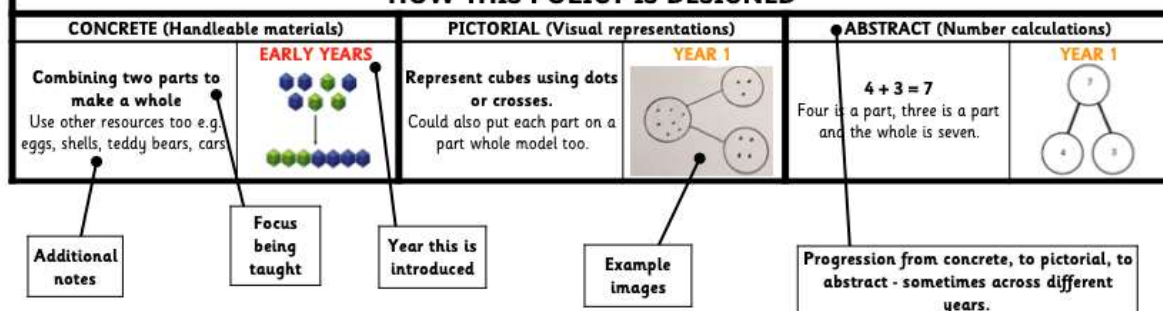 HOW THIS POLICY IS DESIGNED
CONCRETE (Handleable materials)
PICTORIAL (Visual representations)
ABSTRACT (Number calculations)
Combining two parts to
make a whole
Use other resources too e.g.
eggs, shells, teddy bears, cars
EARLY YEARS
Represent cubes using dots
or crosses.
Could also put each part on a
part whole model too.
YEAR 1
4 + 3 = 7
Four is a part, three is a part
and the whole is seven.
YEAR 1
7
4
3
Additional
notes
Focus
being
taught
Year this is
introduced
Example
images
Progression from concrete, to pictorial, to
abstract - sometimes across different
years.